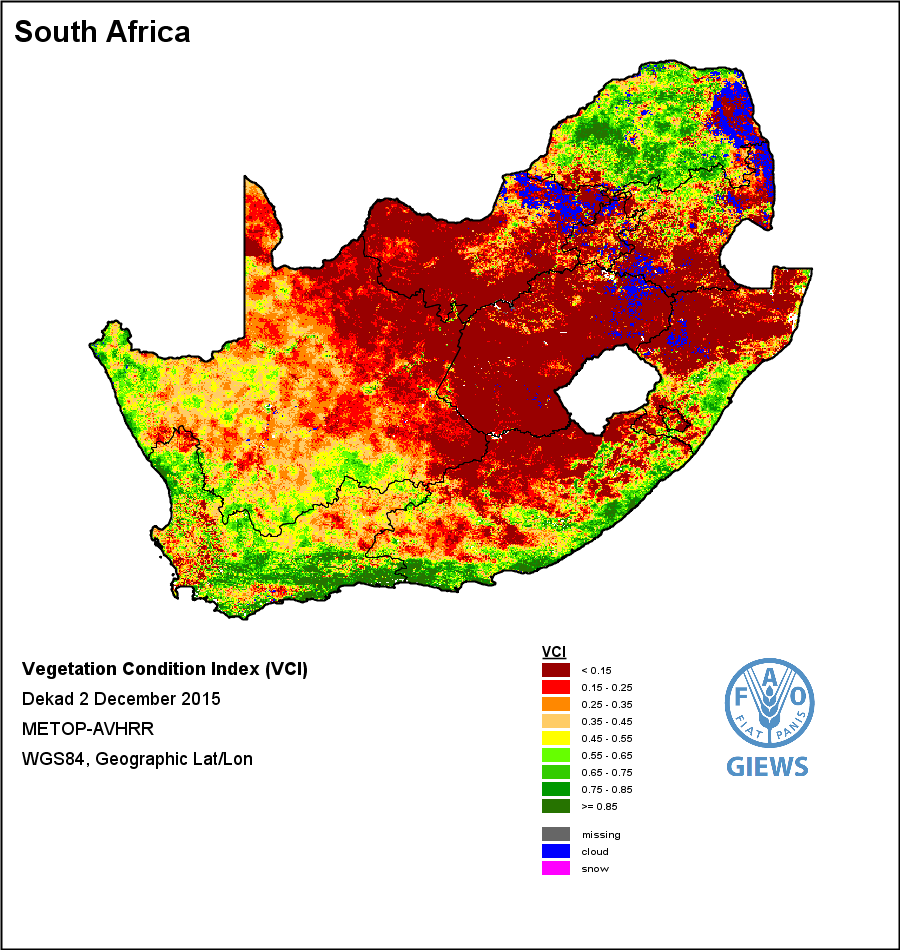 South Africa
Vegetation Condition Index (VCI)
Dekad 2 December 2015
METOP-AVHRR
WGS84, Geographic Lat/Lon
VCI
< 0.15
0.15 - 0.25
0.25 - 0.35
0.35 - 0.45
0.45 - 0.55
0.55 - 0.65
0.65 - 0.75
0.75 - 0.85
>= 0.85
missing
cloud
snow
F A O
FIAT PANIS
GIEWS